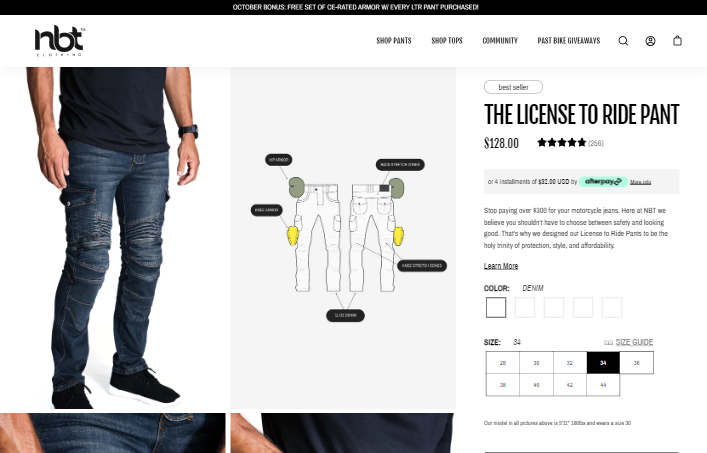 OCTOBER BONUS: FREE SET OF CE-RATED ARMOR W/ EVERY LTR PANT PURCHASED!
nbt
CLOTHING
SHOP PANTS SHOP TOPS COMMUNITY PAST BIKE GIVEAWAYS
best seller
THE LICENSE TO RIDE PANT
$128.00 (256)
or 4 installments of $32.00 USD by afterpay More info
Stop paying over $300 for your motorcycle jeans. Here at NBT we
believe you shouldn't have to choose between safety and looking
good. That's why we designed our License to Ride Pants to be the
holy trinity of protection, style, and affordability.
Learn More
COLOR: DENIM
SIZE: 34 SIZE GUIDE
28 30 32 34 36
38 40 42 44
Our model in all pictures above is 5'11" 188lbs and wears a size 30
HIP ARMOR
BACK STRETCH ZONES
KNEE ARMOR
KNEE STRETCH ZONES
DENIM